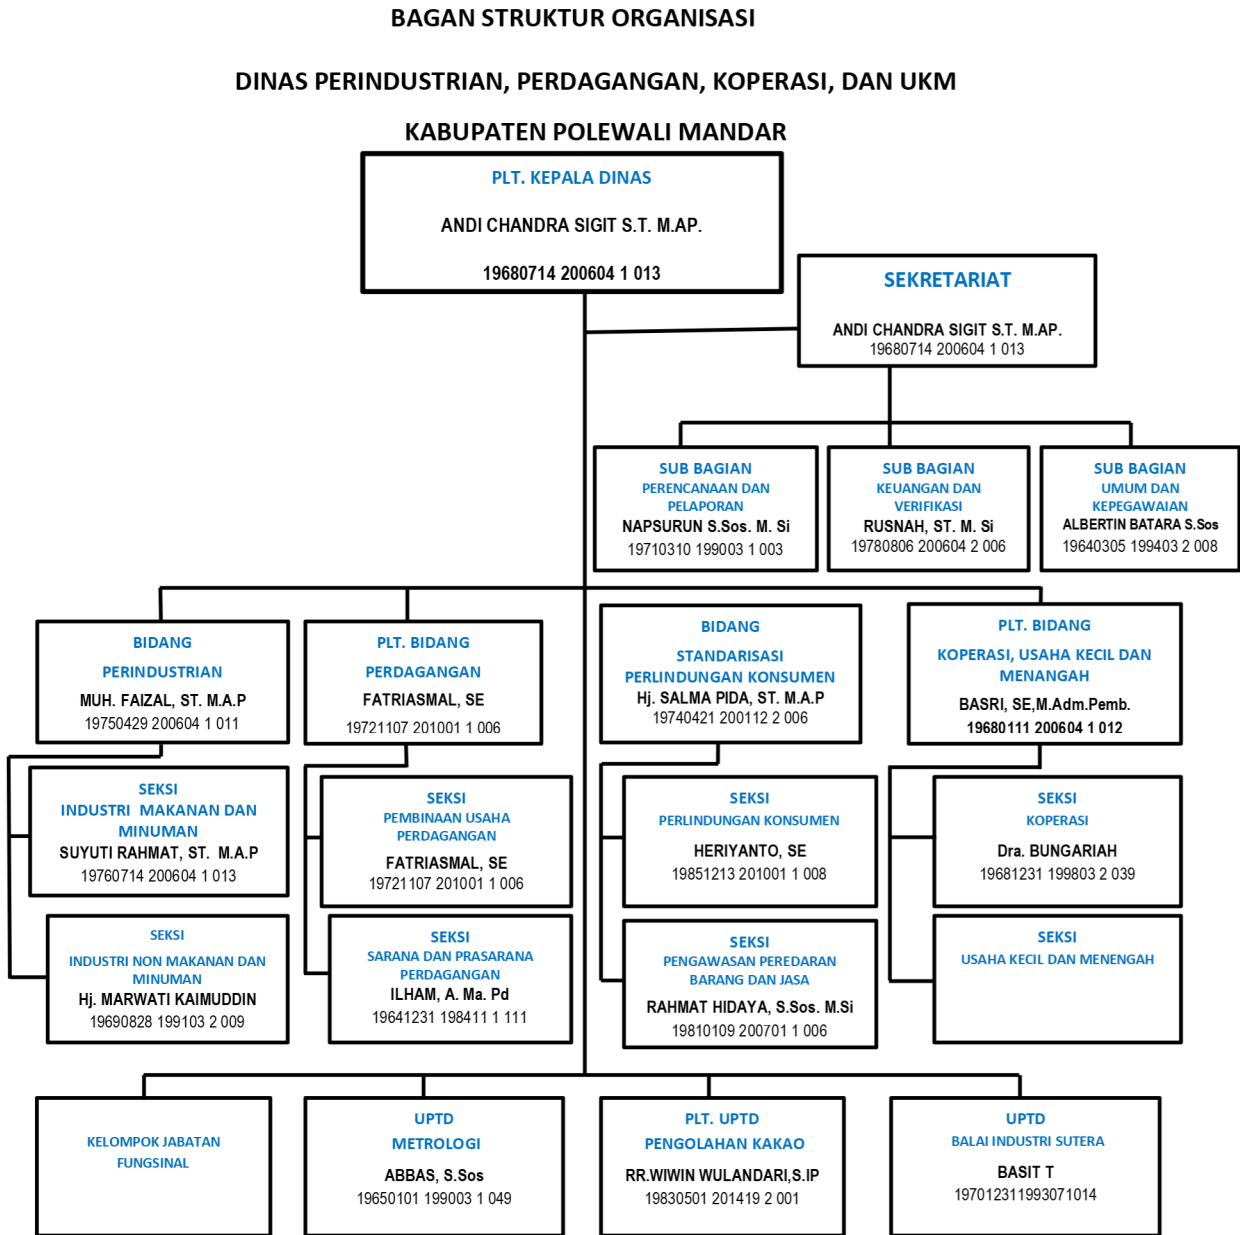 BAGAN STRUKTUR ORGANISASI
DINAS PERINDUSTRIAN, PERDAGANGAN, KOPERASI, DAN UKM
KABUPATEN POLEWALI MANDAR
PLT. KEPALA DINAS
ANDI CHANDRA SIGIT S.T. M.AP.
19680714 200604 1 013
SEKRETARIAT
ANDI CHANDRA SIGIT S.T. M.AP.
19680714 200604 1 013
SUB BAGIAN
PERENCANAAN DAN
PELAPORAN
NAPSURUN S.Sos. M. Si
19710310 199003 1 003
SUB BAGIAN
KEUANGAN DAN
VERIFIKASI
RUSNAH, ST. M. Si
19780806 200604 2 006
SUB BAGIAN
UMUM DAN
KEPEGAWAIAN
ALBERTIN BATARA S.Sos
19640305 199403 2 008
BIDANG
PERINDUSTRIAN
MUH. FAIZAL, ST. M.A.P
19750429 200604 1 011
PLT. BIDANG
PERDAGANGAN
FATRIASMAL, SE
19721107 201001 1 006
BIDANG
STANDARISASI
PERLINDUNGAN KONSUMEN
Hj. SALMA PIDA, ST. M.A.P
19740421 200112 2 006
PLT. BIDANG
KOPERASI, USAHA KECIL DAN
MENANGAH
BASRI, SE,M.Adm.Pemb.
19680111 200604 1 012
SEKSI
INDUSTRI MAKANAN DAN
MINUMAN
SUYUTI RAHMAT, ST. M.A.P
19760714 200604 1 013
SEKSI
PEMBINAAN USAHA
PERDAGANGAN
FATRIASMAL, SE
19721107 201001 1 006
SEKSI
PERLINDUNGAN KONSUMEN
HERIYANTO, SE
19851213 201001 1 008
SEKSI
KOPERASI
Dra. BUNGARIAH
19681231 199803 2 039
SEKSI
INDUSTRI NON MAKANAN DAN
MINUMAN
Hj. MARWATI KAIMUDDIN
19690828 199103 2 009
SEKSI
SARANA DAN PRASARANA
PERDAGANGAN
ILHAM, A. Ma. Pd
19641231 198411 1 111
SEKSI
PENGAWASAN PEREDARAN
BARANG DAN JASA
RAHMAT HIDAYA, S.Sos. M.Si
19810109 200701 1 006
SEKSI
USAHA KECIL DAN MENENGAH
KELOMPOK JABATAN
FUNGSINAL
UPTD
METROLOGI
ABBAS, S.Sos
19650101 199003 1 049
PLT. UPTD
PENGOLAHAN KAKAO
RR.WIWIN WULANDARI,S.IP
19830501 201419 2 001
UPTD
BALAI INDUSTRI SUTERA
BASIT T
197012311993071014